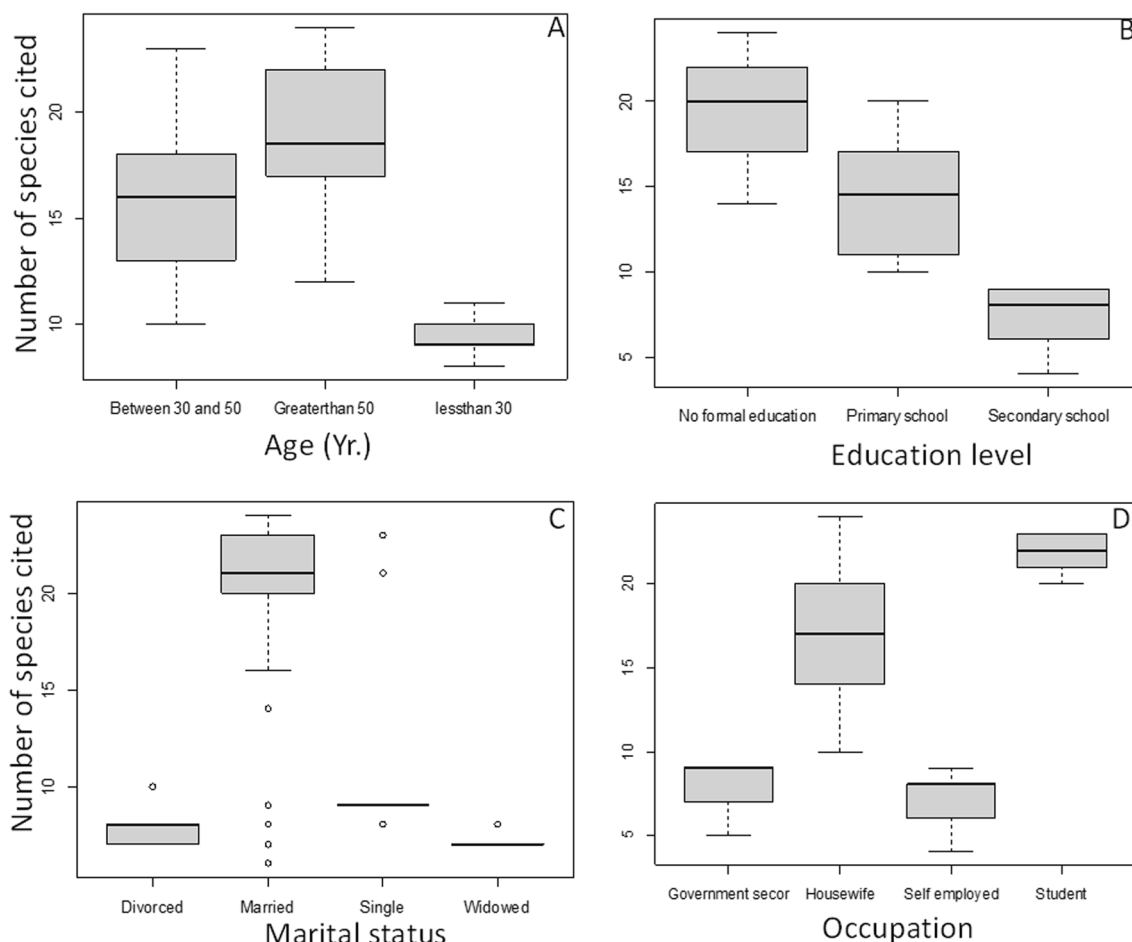 A
Number of species cited
20
15
10
Between 30 and 50 Greaterthan 50 lessthan 30
Age (Yr.)
B
20
15
10
5
No formal education Primary school Secondary school
Education level
C
Number of species cited
20
15
10
Divorced Married Single Widowed
Marital status
D
20
15
10
5
Government secor Housewife Self employed Student
Occupation